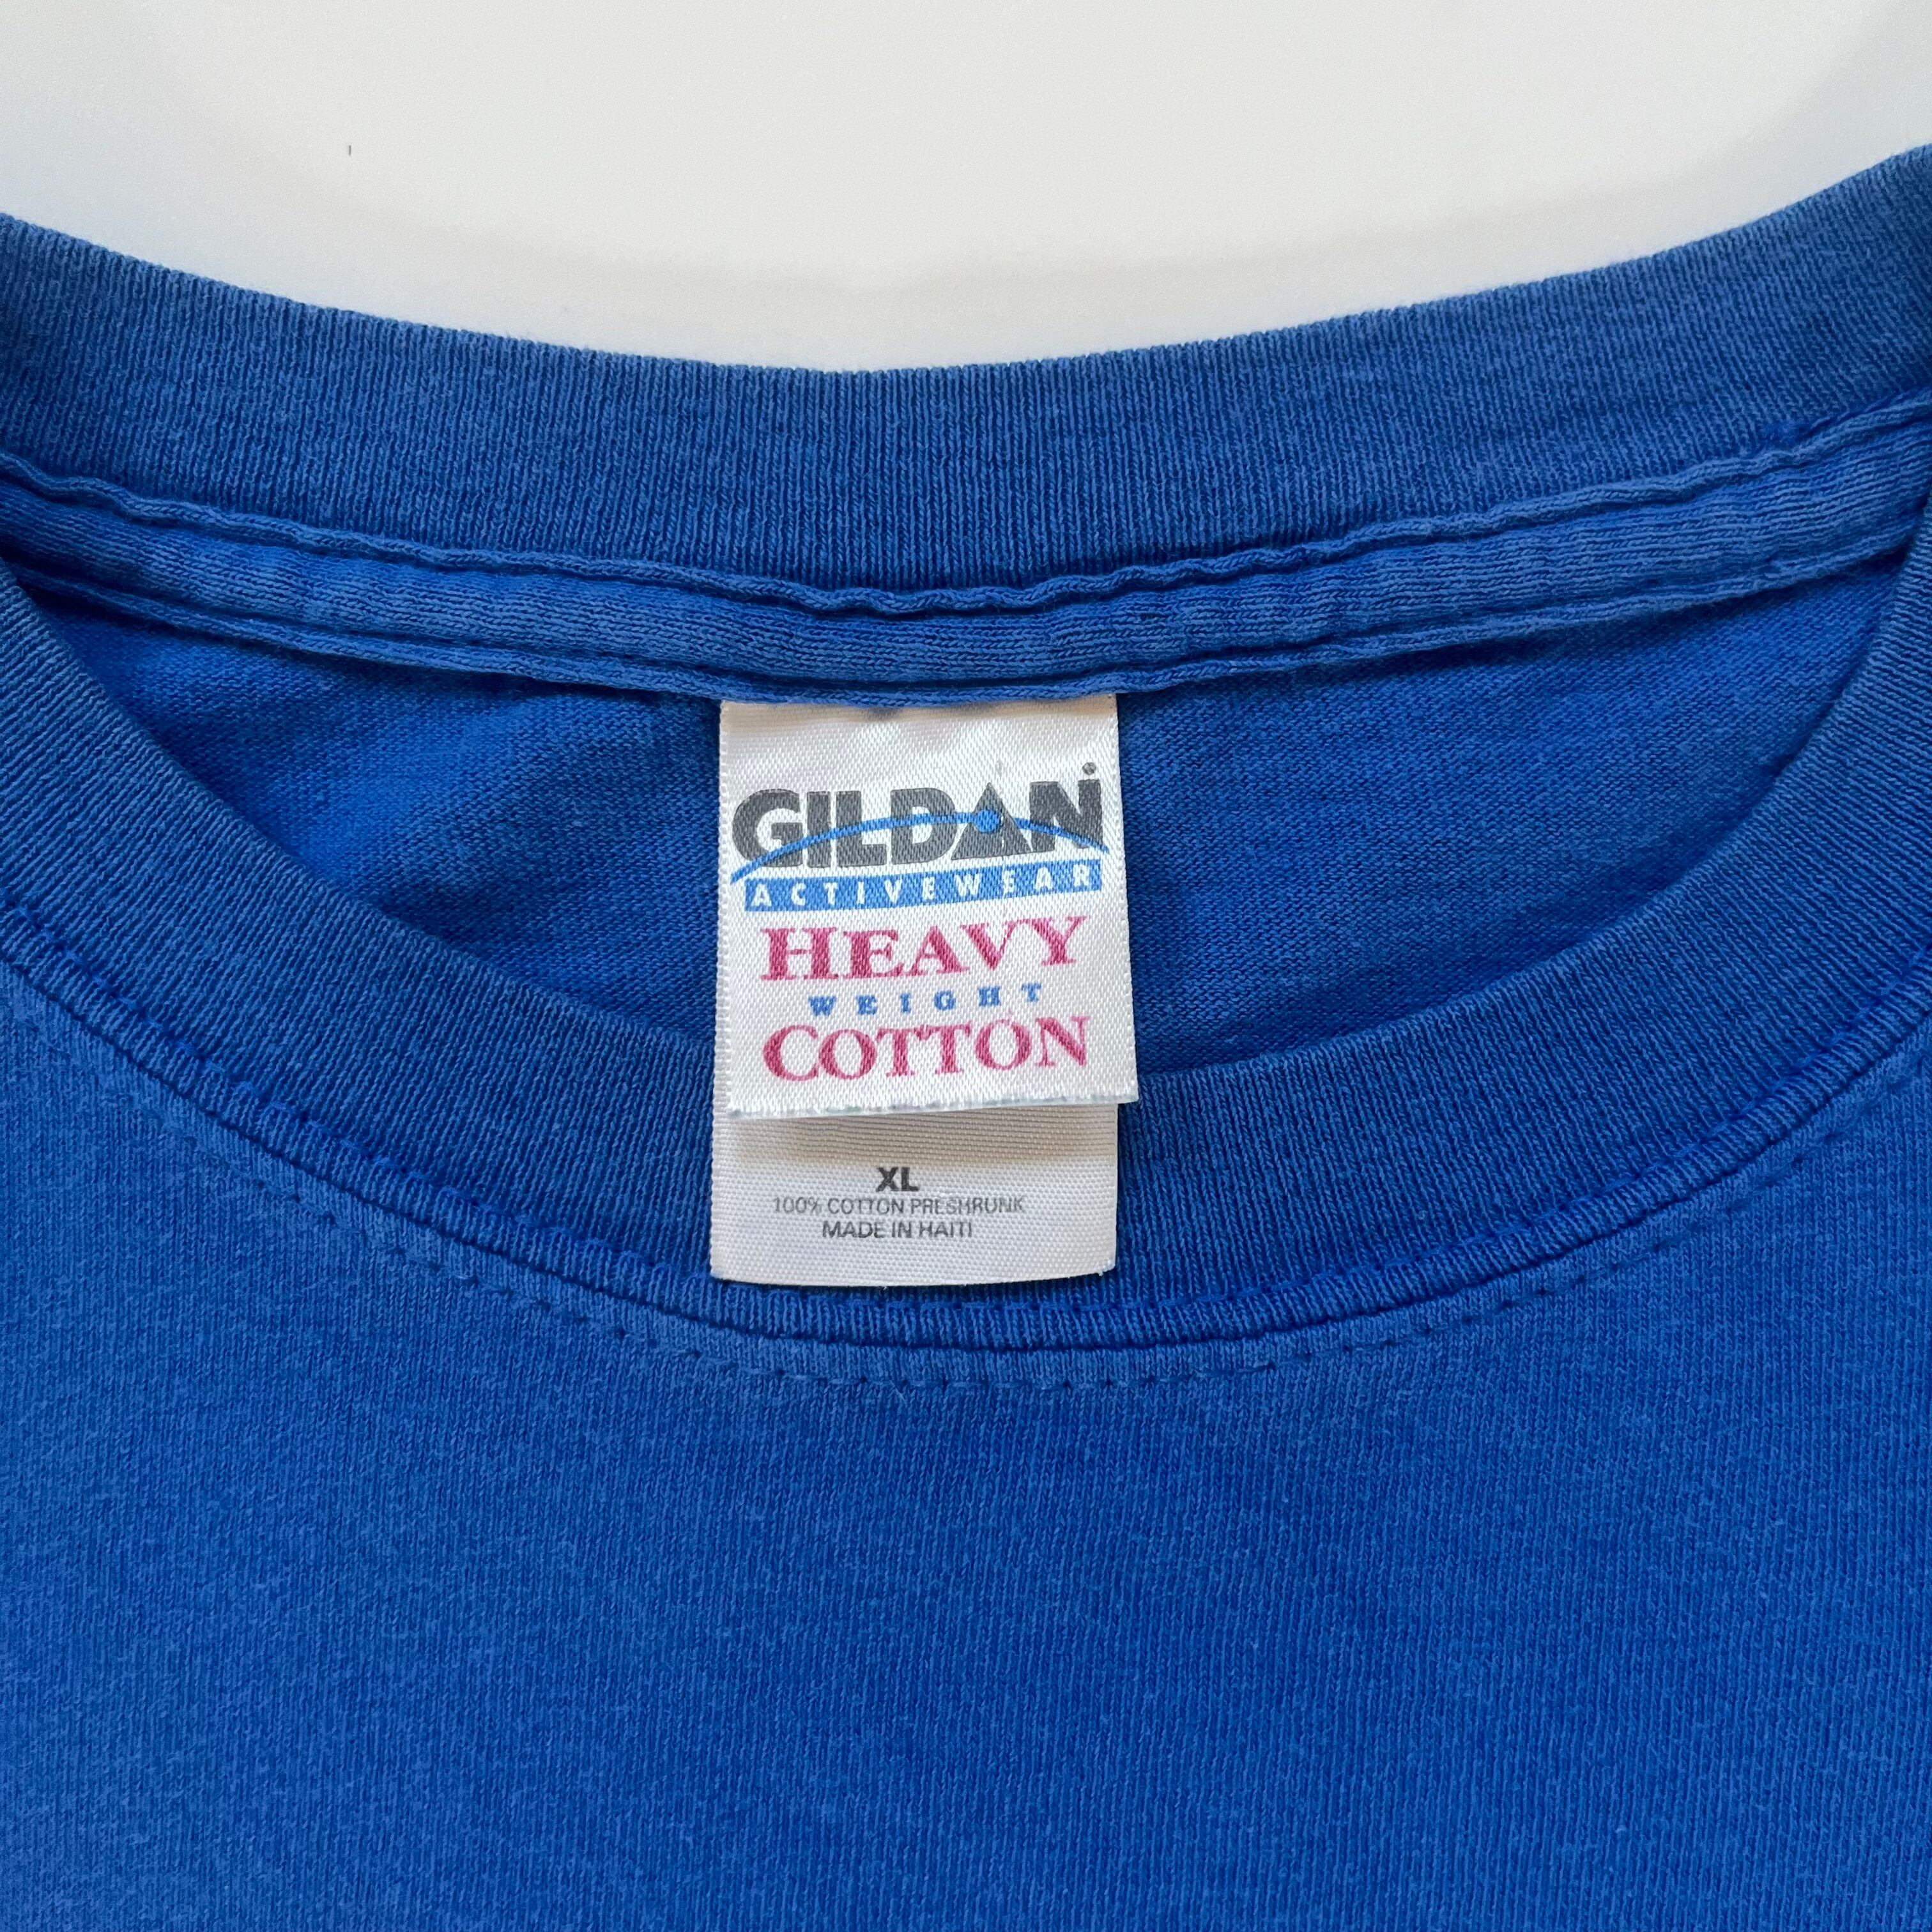 GILDAN
ACTIVEWEAR
HEAVY
WEIGHT
COTTON
XL
100% COTTON PRESHRUNK
MADE IN HAITI